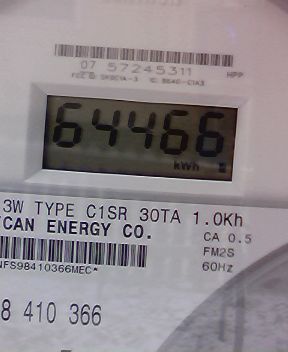 07 57245311 HPP
64466
kWh
3W TYPE C1SR 30TA 1.0Kh
CAN ENERGY CO. CA 0.5
FM2S
NFS98410366MEC* 60Hz
8 410 366